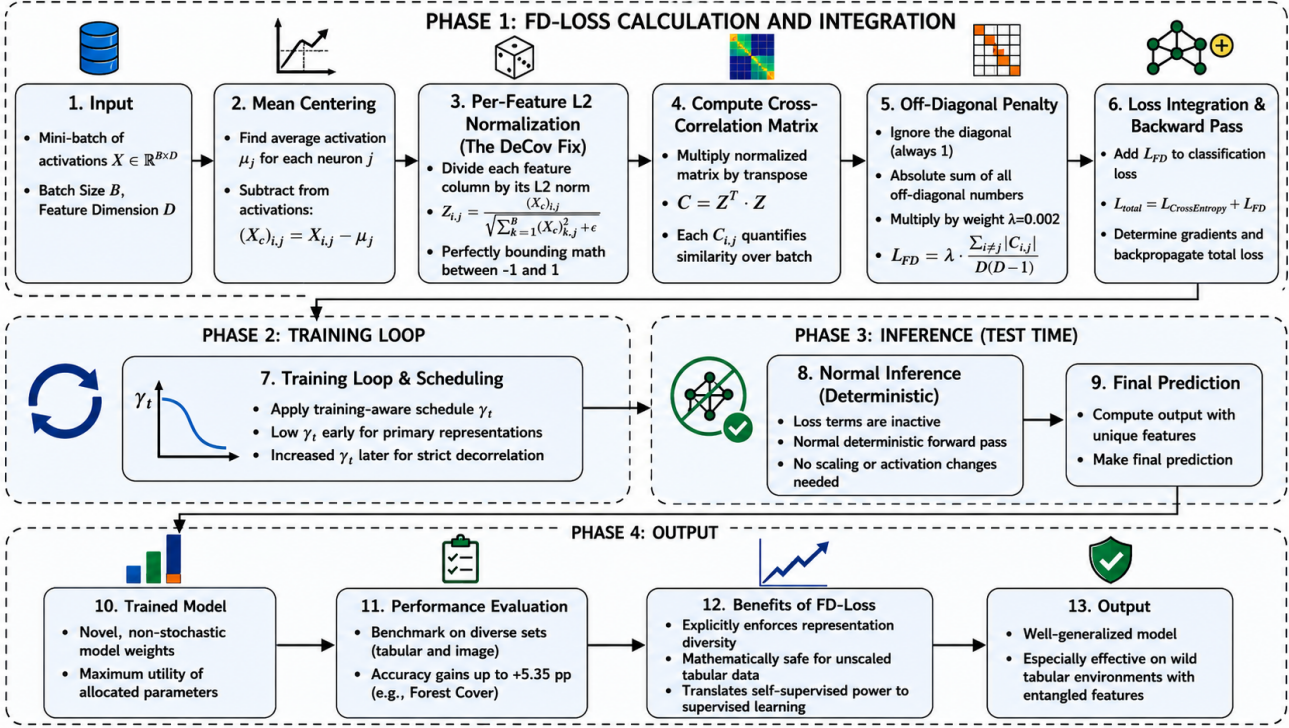 PHASE 1: FD-LOSS CALCULATION AND INTEGRATION
1. Input
• Mini-batch of
activations X ∈ ℝ^{B×D}
• Batch Size B,
Feature Dimension D
2. Mean Centering
• Find average activation
μ_j for each neuron j
• Subtract from
activations:
(X_c)_{i,j} = X_{i,j} − μ_j
3. Per-Feature L2
Normalization
(The DeCov Fix)
• Divide each feature
column by its L2 norm
• Z_{i,j} = (X_c)_{i,j} / √(∑_{k=1}^{B}(X_c)^2_{k,j} + ϵ)
• Perfectly bounding math
between -1 and 1
4. Compute Cross-
Correlation Matrix
• Multiply normalized
matrix by transpose
• C = Z^T · Z
• Each C_{i,j} quantifies
similarity over batch
5. Off-Diagonal Penalty
• Ignore the diagonal
(always 1)
• Absolute sum of all
off-diagonal numbers
• Multiply by weight λ=0.002
• L_{FD} = λ · ∑_{i≠j}|C_{i,j}| / D(D−1)
6. Loss Integration &
Backward Pass
• Add L_{FD} to classification
loss
• L_{total} = L_{CrossEntropy} + L_{FD}
• Determine gradients and
backpropagate total loss
PHASE 2: TRAINING LOOP
γ_t
7. Training Loop & Scheduling
• Apply training-aware schedule γ_t
• Low γ_t early for primary representations
• Increased γ_t later for strict decorrelation
PHASE 3: INFERENCE (TEST TIME)
8. Normal Inference
(Deterministic)
• Loss terms are inactive
• Normal deterministic forward pass
• No scaling or activation changes
needed
9. Final Prediction
• Compute output with
unique features
• Make final prediction
PHASE 4: OUTPUT
10. Trained Model
• Novel, non-stochastic
model weights
• Maximum utility of
allocated parameters
11. Performance Evaluation
• Benchmark on diverse sets
(tabular and image)
• Accuracy gains up to +5.35 pp
(e.g., Forest Cover)
12. Benefits of FD-Loss
• Explicitly enforces representation
diversity
• Mathematically safe for unscaled
tabular data
• Translates self-supervised power to
supervised learning
13. Output
• Well-generalized model
• Especially effective on wild
tabular environments with
entangled features